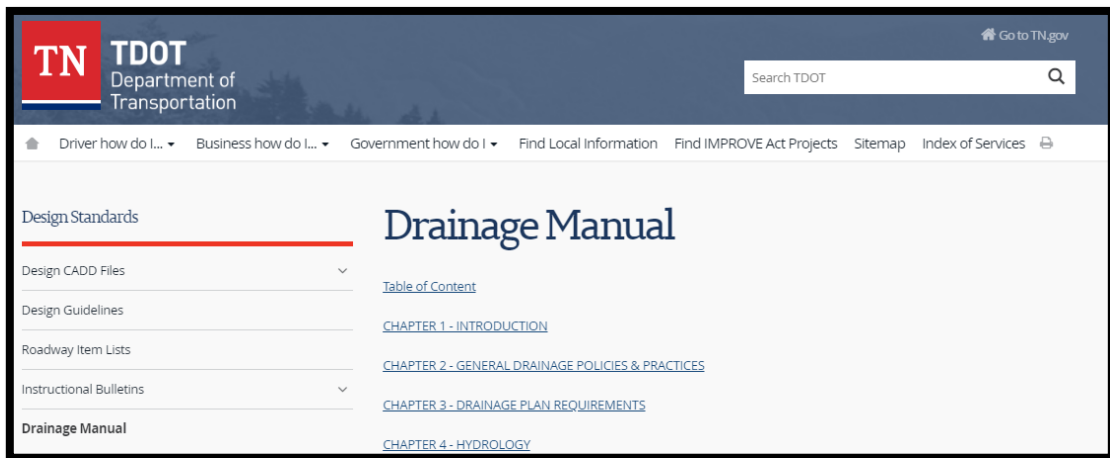 Go to TN.gov
TN
TDOT
Department of
Transportation
Search TDOT
Driver how do I... Business how do I... Government how do I Find Local Information Find IMPROVE Act Projects Sitemap Index of Services
Design Standards
Design CADD Files
Design Guidelines
Roadway Item Lists
Instructional Bulletins
Drainage Manual
Drainage Manual
Table of Content
CHAPTER 1 - INTRODUCTION
CHAPTER 2 - GENERAL DRAINAGE POLICIES & PRACTICES
CHAPTER 3 - DRAINAGE PLAN REQUIREMENTS
CHAPTER 4 - HYDROLOGY